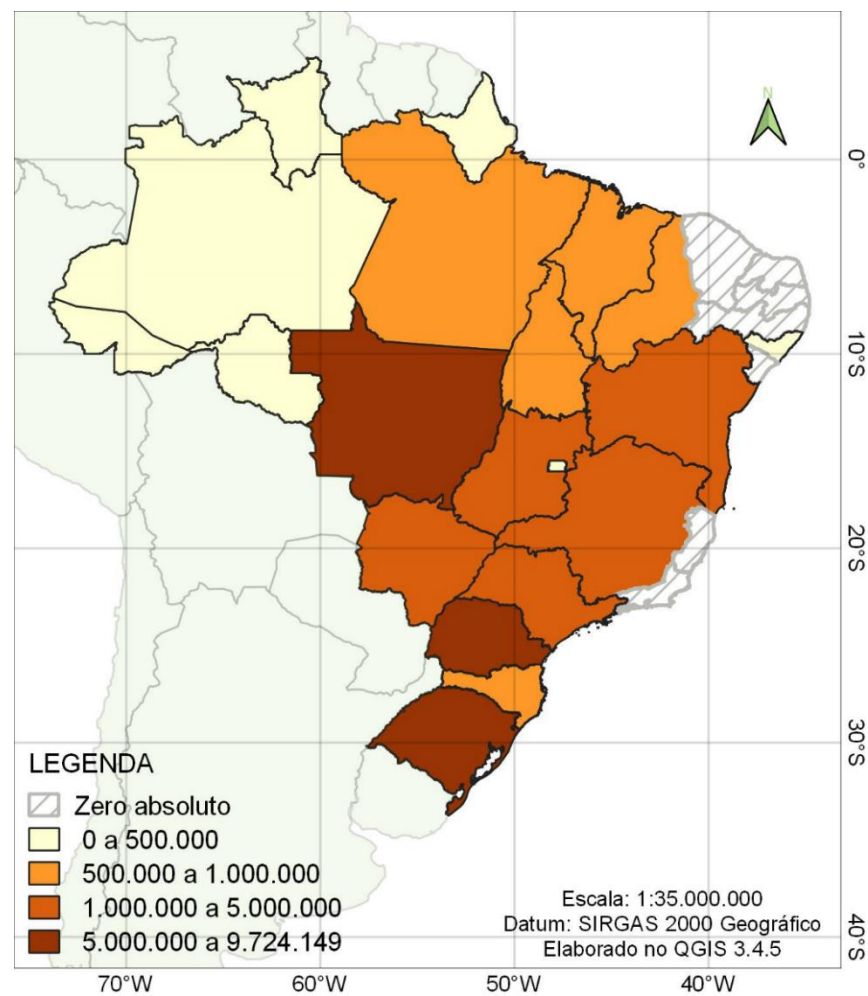 N
0°
10°S
20°S
30°S
40°S
LEGENDA
Zero absoluto
0 a 500.000
500.000 a 1.000.000
1.000.000 a 5.000.000
5.000.000 a 9.724.149
Escala: 1:35.000.000
Datum: SIRGAS 2000 Geográfico
Elaborado no QGIS 3.4.5
70°W 60°W 50°W 40°W